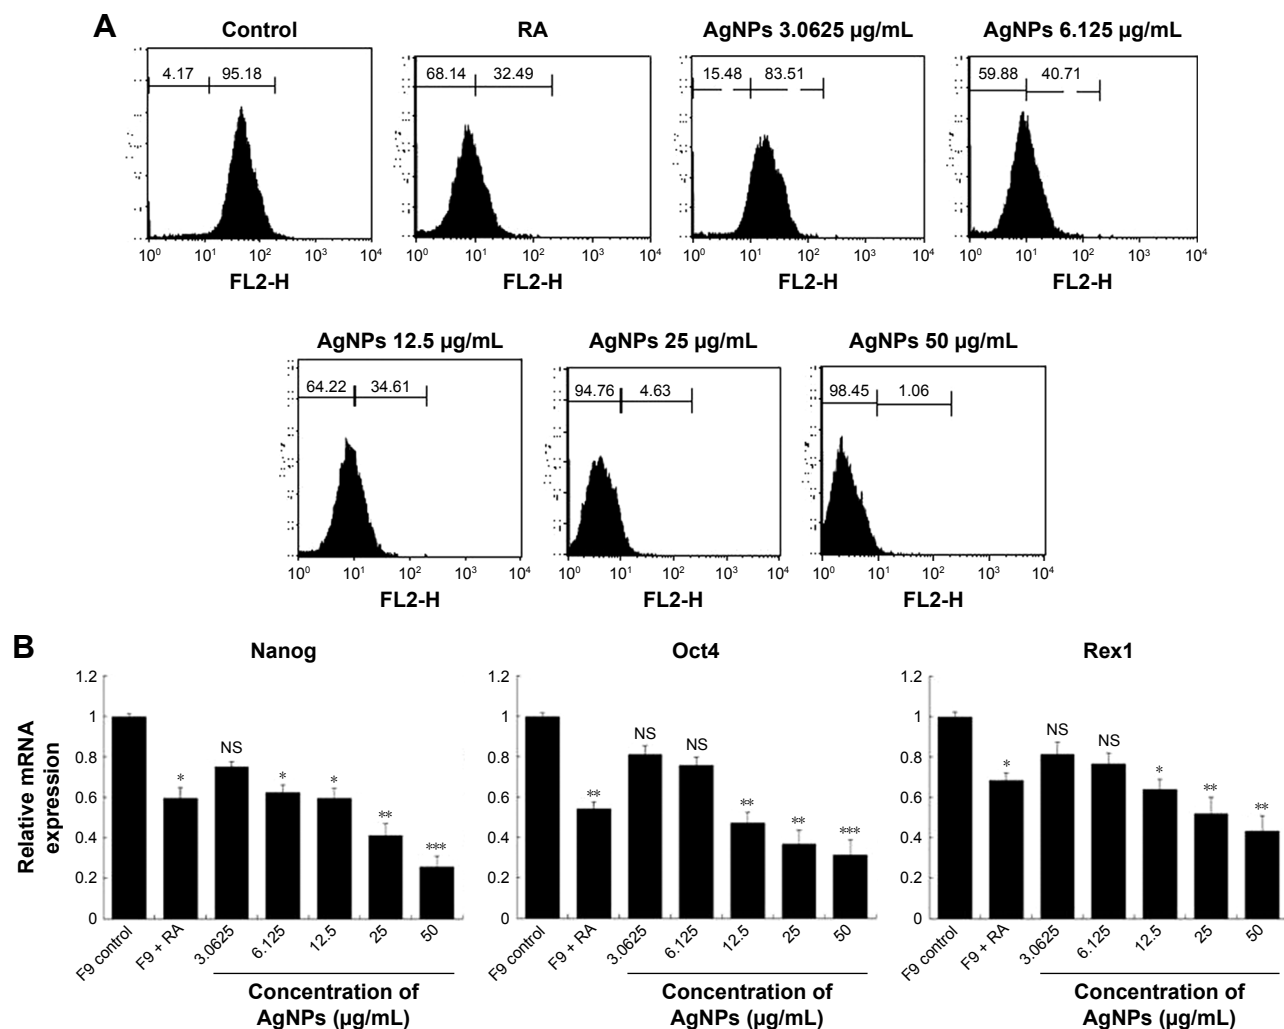 A
Control
RA
AgNPs 3.0625 µg/mL
AgNPs 6.125 µg/mL
4.17 95.18
68.14 32.49
15.48 83.51
59.88 40.71
10⁰ 10¹ 10² 10³ 10⁴
10⁰ 10¹ 10² 10³ 10⁴
10⁰ 10¹ 10² 10³ 10⁴
10⁰ 10¹ 10² 10³ 10⁴
FL2-H
FL2-H
FL2-H
FL2-H
AgNPs 12.5 µg/mL
AgNPs 25 µg/mL
AgNPs 50 µg/mL
64.22 34.61
94.76 4.63
98.45 1.06
10⁰ 10¹ 10² 10³ 10⁴
10⁰ 10¹ 10² 10³ 10⁴
10⁰ 10¹ 10² 10³ 10⁴
FL2-H
FL2-H
FL2-H
B
Nanog
Relative mRNA
expression
1.2
1
0.8
0.6
0.4
0.2
0
*
NS
*
*
**
***
F9 control
F9 + RA
3.0625
6.125
12.5
25
50
Concentration of
AgNPs (µg/mL)
Oct4
1.2
1
0.8
0.6
0.4
0.2
0
**
NS
NS
**
**
***
F9 control
F9 + RA
3.0625
6.125
12.5
25
50
Concentration of
AgNPs (µg/mL)
Rex1
1.2
1
0.8
0.6
0.4
0.2
0
*
NS
NS
*
**
**
F9 control
F9 + RA
3.0625
6.125
12.5
25
50
Concentration of
AgNPs (µg/mL)